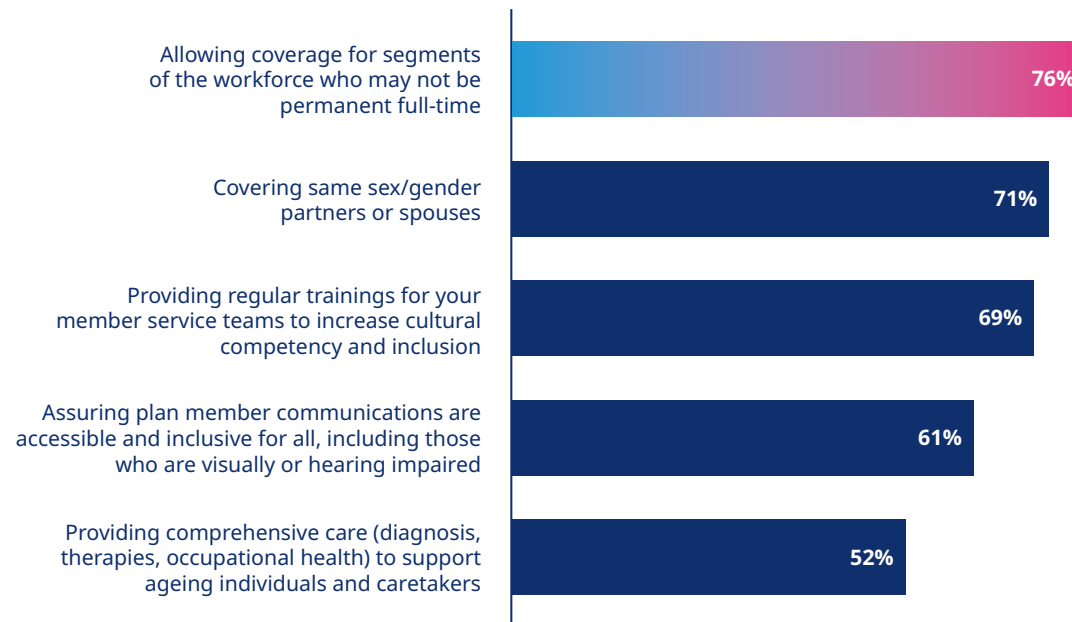 Allowing coverage for segments
of the workforce who may not be
permanent full-time
76%
Covering same sex/gender
partners or spouses
71%
Providing regular trainings for your
member service teams to increase cultural
competency and inclusion
69%
Assuring plan member communications are
accessible and inclusive for all, including those
who are visually or hearing impaired
61%
Providing comprehensive care (diagnosis,
therapies, occupational health) to support
ageing individuals and caretakers
52%